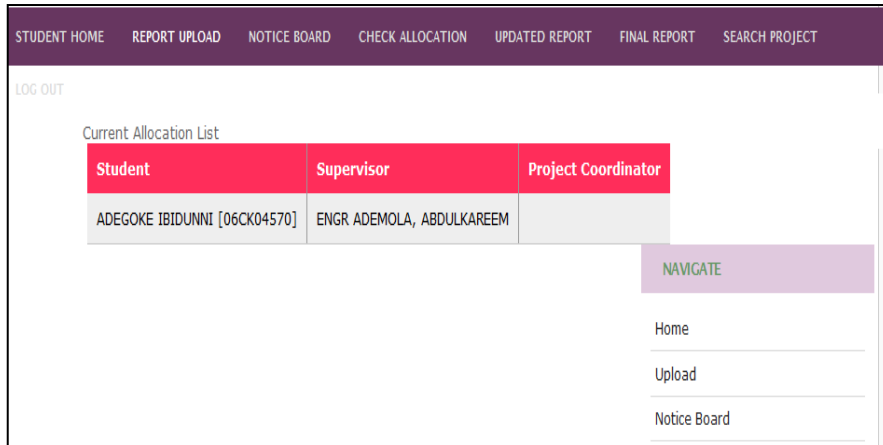 STUDENT HOME REPORT UPLOAD NOTICE BOARD CHECK ALLOCATION UPDATED REPORT FINAL REPORT SEARCH PROJECT
LOG OUT
Current Allocation List
Student Supervisor Project Coordinator
ADEGOKE IBIDUNNI [06CK04570] ENGR ADEMOLA, ABDULKAREEM
NAVIGATE
Home
Upload
Notice Board